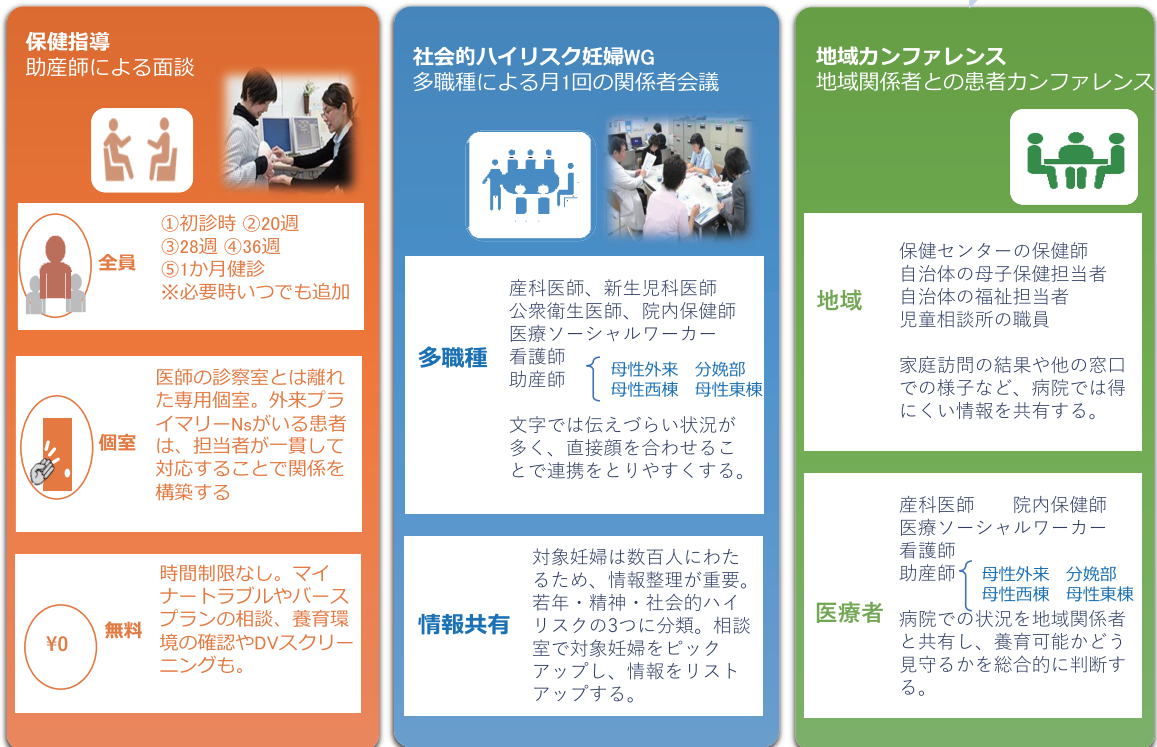 保健指導
助産師による面談
全員
①初診時 ②20週
③28週 ④36週
⑤1か月健診
※必要時いつでも追加
個室
医師の診察室とは離れ
た専用個室。外来プラ
イマリーNsがいる患者
は、担当者が一貫して
対応することで関係を
構築する
¥0
無料
時間制限なし。マイ
ナートラブルやバース
プランの相談、養育環
境の確認やDVスクリー
ニングも。
社会的ハイリスク妊婦WG
多職種による月1回の関係者会議
多職種
産科医師、新生児科医師
公衆衛生医師、院内保健師
医療ソーシャルワーカー
看護師
助産師
母性外来 分娩部
母性西棟 母性東棟
文字では伝えづらい状況が
多く、直接顔を合わせるこ
とで連携をとりやすくする。
情報共有
対象妊婦は数百人にわた
るため、情報整理が重要。
若年・精神・社会的ハイ
リスクの3つに分類。相談
室で対象妊婦をピック
アップし、情報をリスト
アップする。
地域カンファレンス
地域関係者との患者カンファレンス
地域
保健センターの保健師
自治体の母子保健担当者
自治体の福祉担当者
児童相談所の職員
家庭訪問の結果や他の窓口
での様子など、病院では得
にくい情報を共有する。
医療者
産科医師 院内保健師
医療ソーシャルワーカー
看護師
助産師
母性外来 分娩部
母性西棟 母性東棟
病院での状況を地域関係者
と共有し、養育可能かどう
見守るかを総合的に判断す
る。